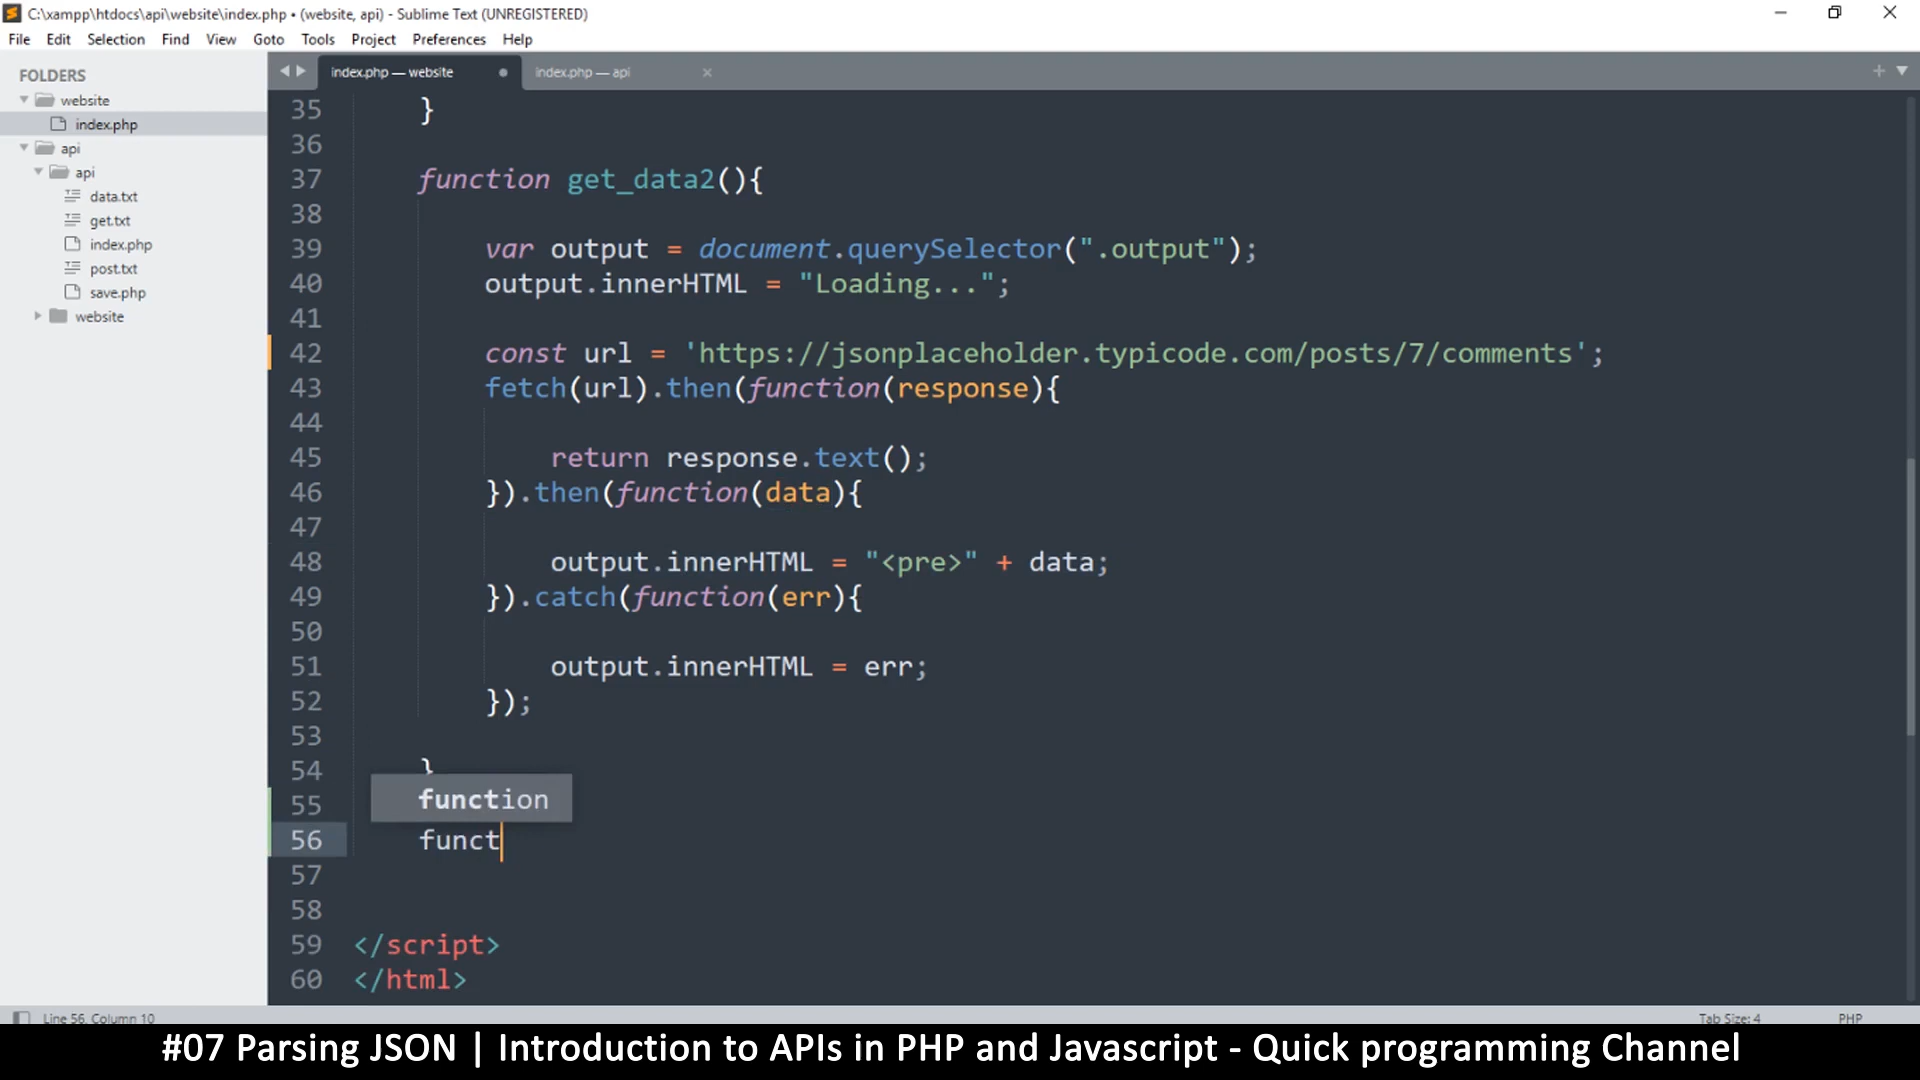 C:\xampp\htdocs\api\website\index.php • (website, api) - Sublime Text (UNREGISTERED)
File Edit Selection Find View Goto Tools Project Preferences Help
FOLDERS
website
index.php
api
api
data.txt
get.txt
index.php
post.txt
save.php
website
index.php — website
index.php — api
35 }
36
37 function get_data2(){
38
39 var output = document.querySelector(".output");
40 output.innerHTML = "Loading...";
41
42 const url = 'https://jsonplaceholder.typicode.com/posts/7/comments';
43 fetch(url).then(function(response){
44
45 return response.text();
46 }).then(function(data){
47
48 output.innerHTML = "<pre>" + data;
49 }).catch(function(err){
50
51 output.innerHTML = err;
52 });
53
54 }
function
55
56 funct
57
58
59 </script>
60 </html>
Line 56, Column 10
Tab Size: 4
PHP
#07 Parsing JSON | Introduction to APIs in PHP and Javascript - Quick programming Channel